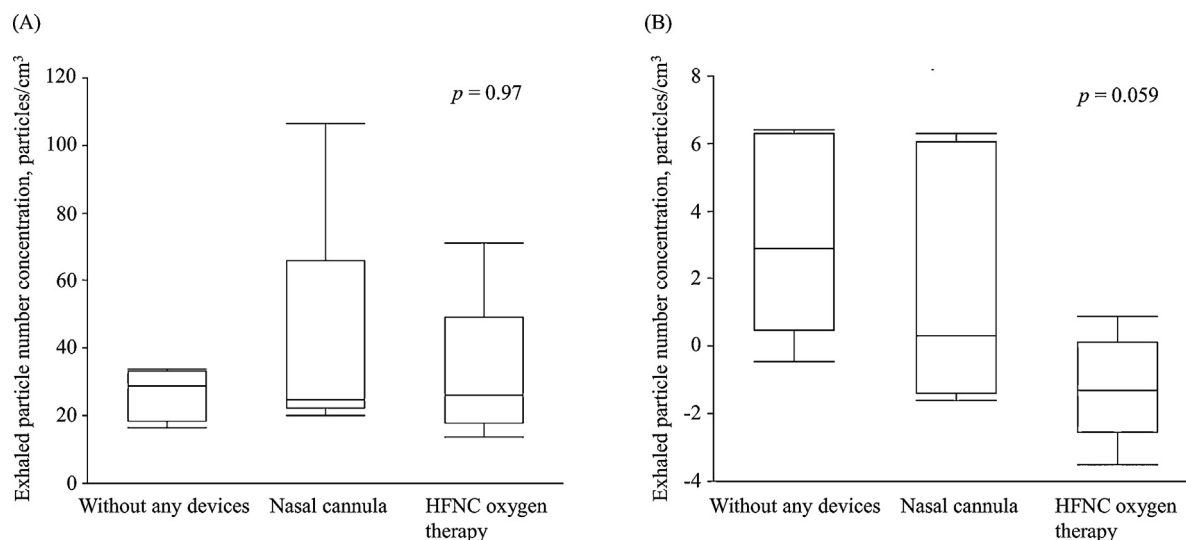 (A)
Exhaled particle number concentration, particles/cm³
120
100
80
60
40
20
0
p = 0.97
Without any devices
Nasal cannula
HFNC oxygen
therapy
(B)
Exhaled particle number concentration, particles/cm³
8
6
4
2
0
-2
-4
p = 0.059
Without any devices
Nasal cannula
HFNC oxygen
therapy